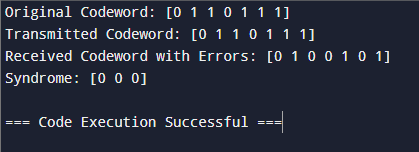 Original Codeword: [0 1 1 0 1 1 1]
Transmitted Codeword: [0 1 1 0 1 1 1]
Received Codeword with Errors: [0 1 0 0 1 0 1]
Syndrome: [0 0 0]
=== Code Execution Successful ===